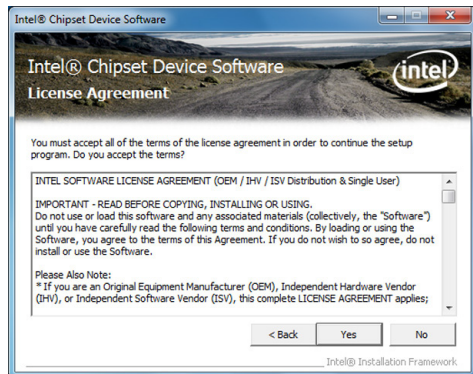 Intel® Chipset Device Software
Intel® Chipset Device Software
intel
License Agreement
You must accept all of the terms of the license agreement in order to continue the setup
program. Do you accept the terms?
INTEL SOFTWARE LICENSE AGREEMENT (OEM / IHV / ISV Distribution & Single User)
IMPORTANT - READ BEFORE COPYING, INSTALLING OR USING.
Do not use or load this software and any associated materials (collectively, the "Software")
until you have carefully read the following terms and conditions. By loading or using the
Software, you agree to the terms of this Agreement. If you do not wish to so agree, do not
install or use the Software.
Please Also Note:
* If you are an Original Equipment Manufacturer (OEM), Independent Hardware Vendor
(IHV), or Independent Software Vendor (ISV), this complete LICENSE AGREEMENT applies;
< Back Yes No
Intel® Installation Framework